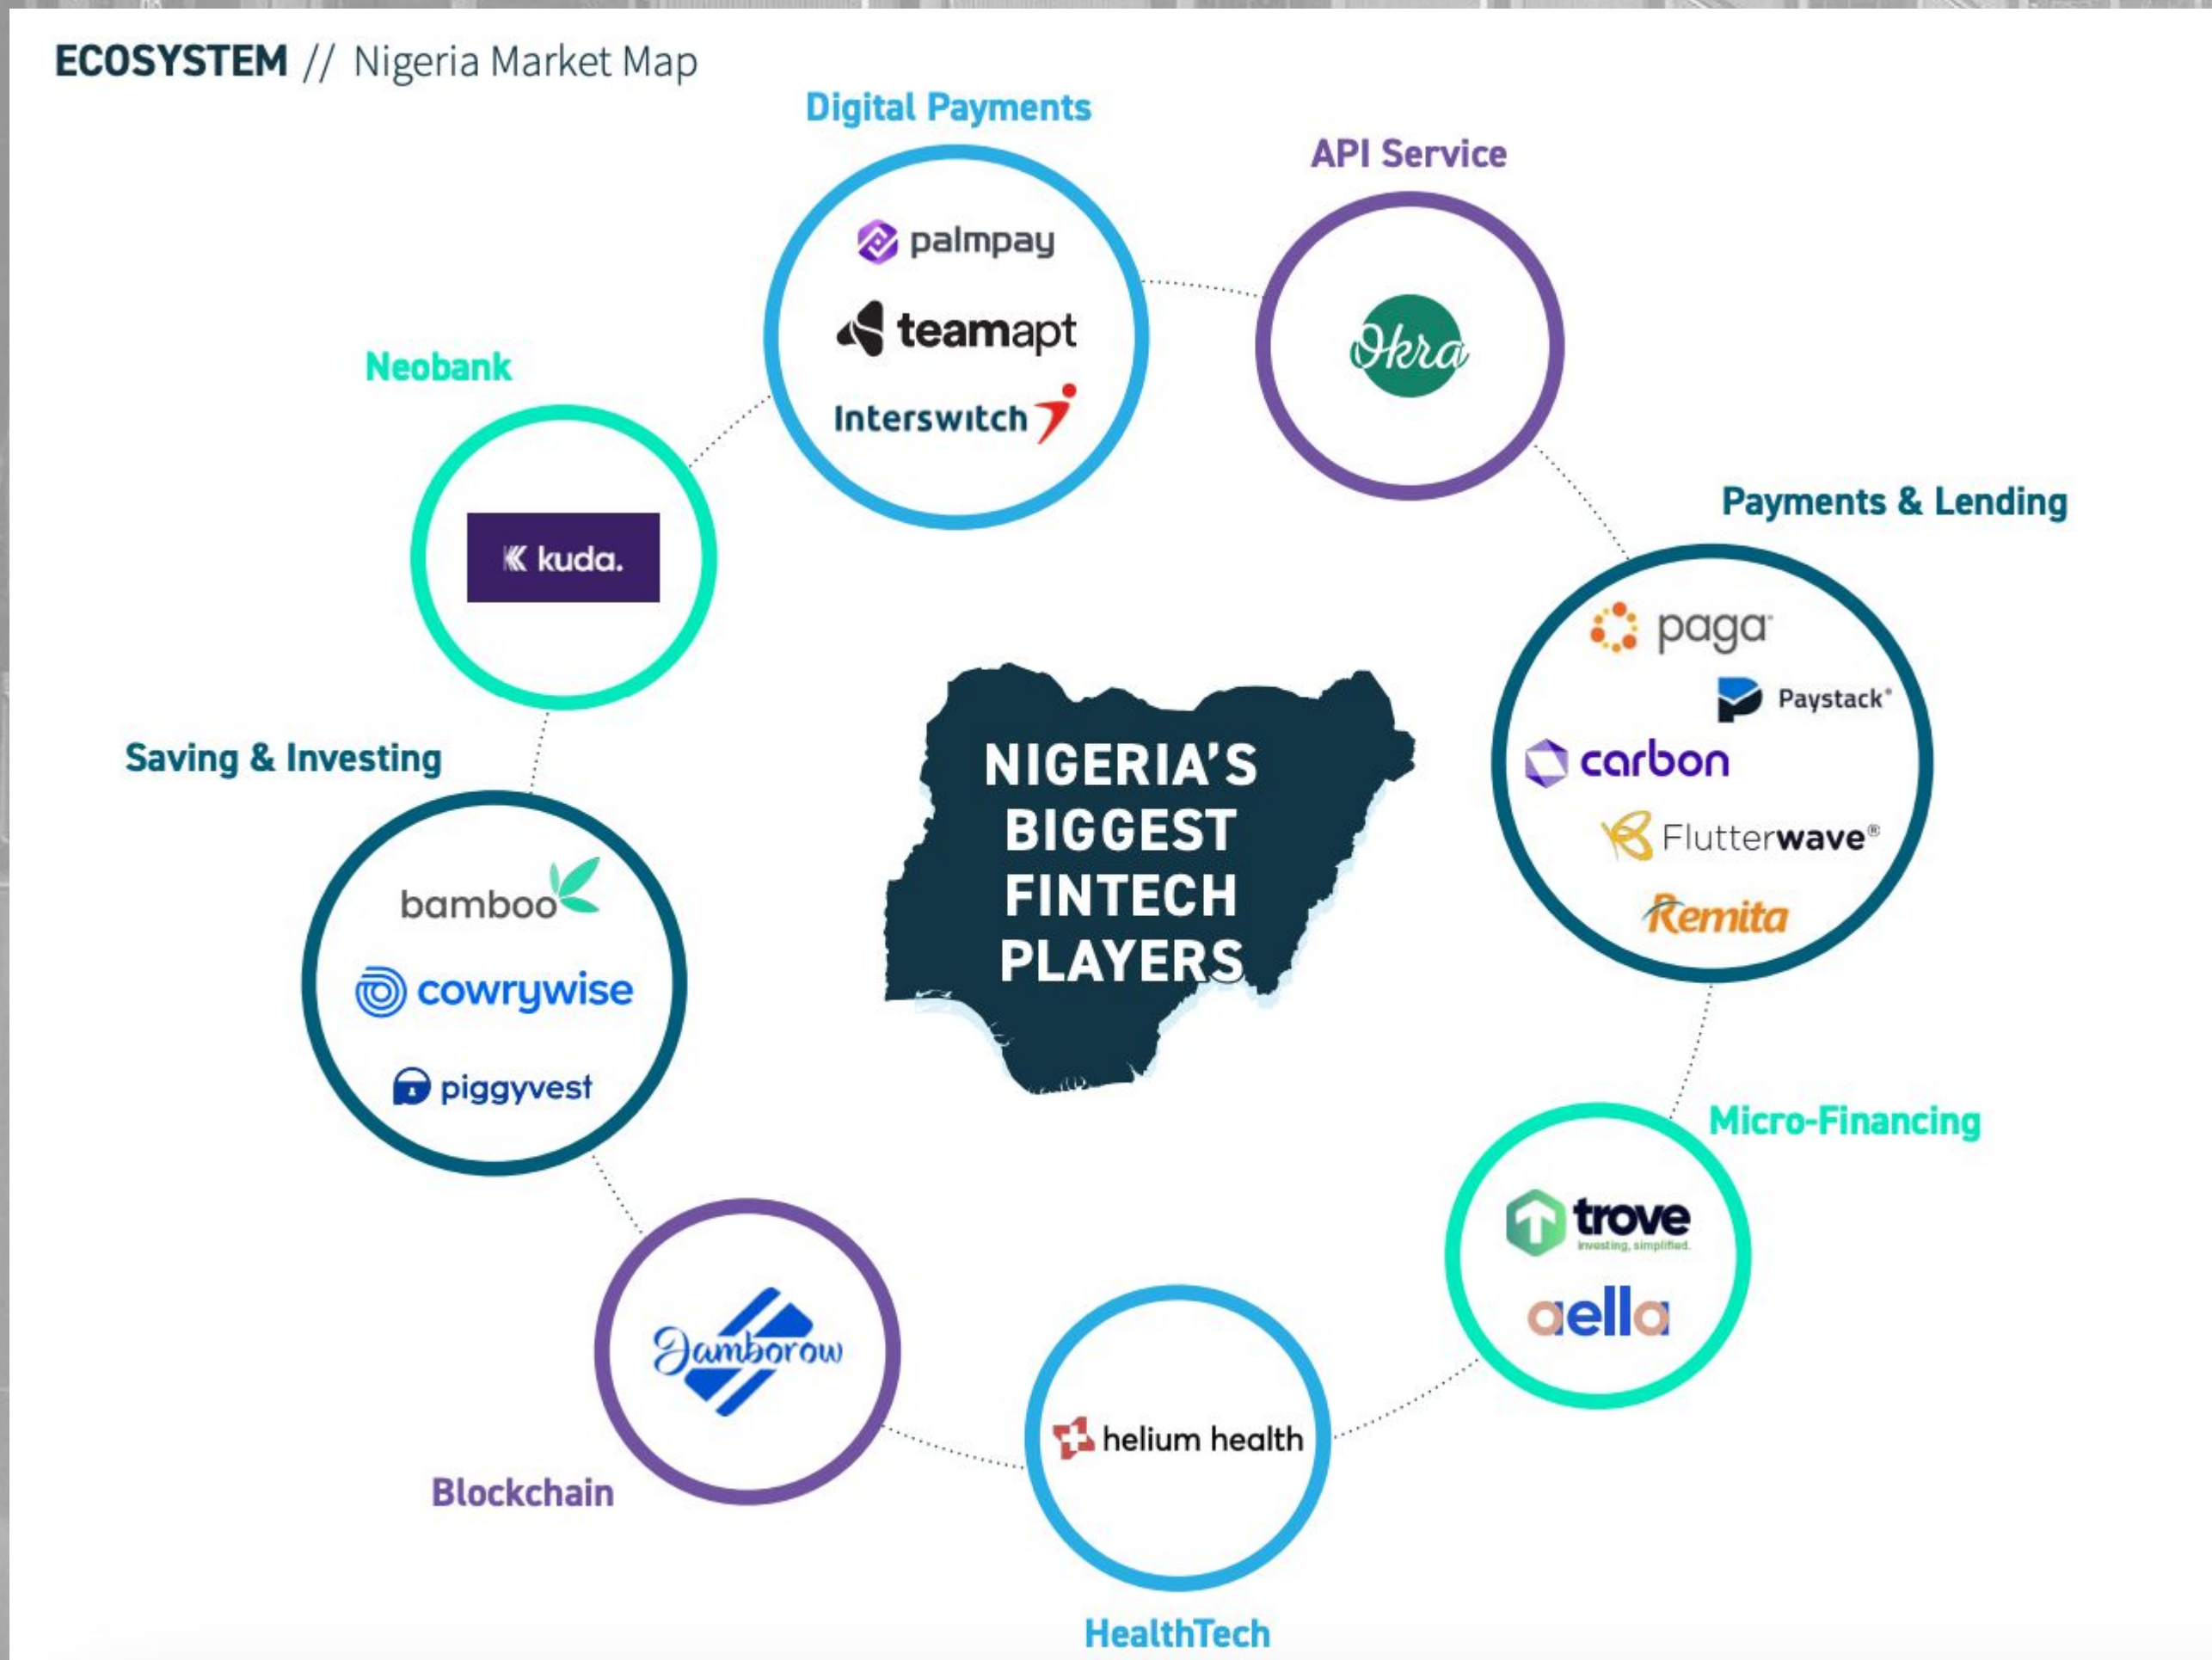 ECOSYSTEM // Nigeria Market Map
Digital Payments
palmpay
teamapt
Interswitch
API Service
Okra
Neobank
kuda.
Payments & Lending
paga
Paystack®
carbon
Flutterwave®
Remita
NIGERIA'S
BIGGEST
FINTECH
PLAYERS
Saving & Investing
bamboo
cowrywise
piggyvest
Micro-Financing
trove
investing, simplified.
aella
Jamborow
Blockchain
helium health
HealthTech